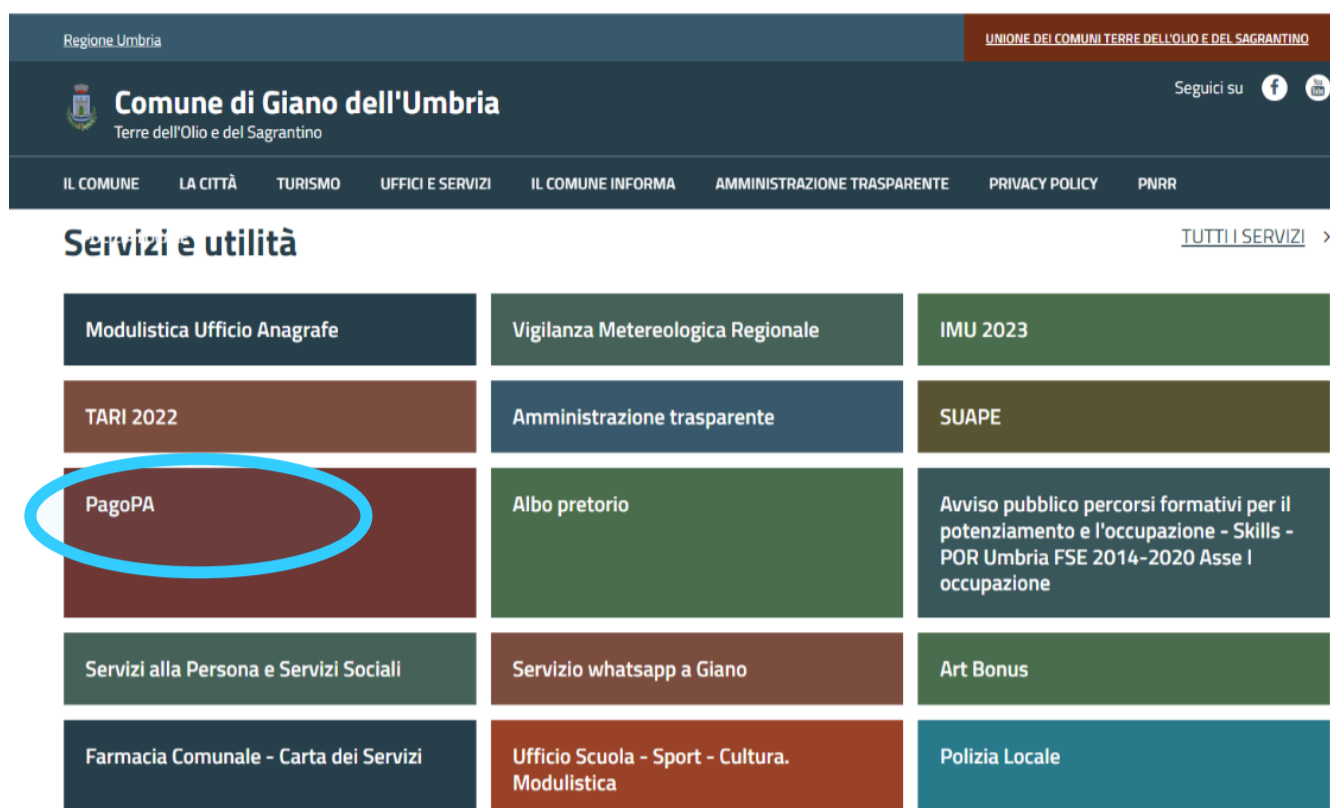 Regione Umbria
UNIONE DEI COMUNI TERRE DELL'OLIO E DEL SAGRANTINO
Comune di Giano dell'Umbria
Terre dell'Olio e del Sagrantino
Seguici su
You
Tube
IL COMUNE LA CITTÀ TURISMO UFFICI E SERVIZI IL COMUNE INFORMA AMMINISTRAZIONE TRASPARENTE PRIVACY POLICY PNRR
Servizi e utilità
TUTTI I SERVIZI
Modulistica Ufficio Anagrafe
Vigilanza Metereologica Regionale
IMU 2023
TARI 2022
Amministrazione trasparente
SUAPE
PagoPA
Albo pretorio
Avviso pubblico percorsi formativi per il
potenziamento e l'occupazione - Skills -
POR Umbria FSE 2014-2020 Asse I
occupazione
Servizi alla Persona e Servizi Sociali
Servizio whatsapp a Giano
Art Bonus
Farmacia Comunale - Carta dei Servizi
Ufficio Scuola - Sport - Cultura.
Modulistica
Polizia Locale